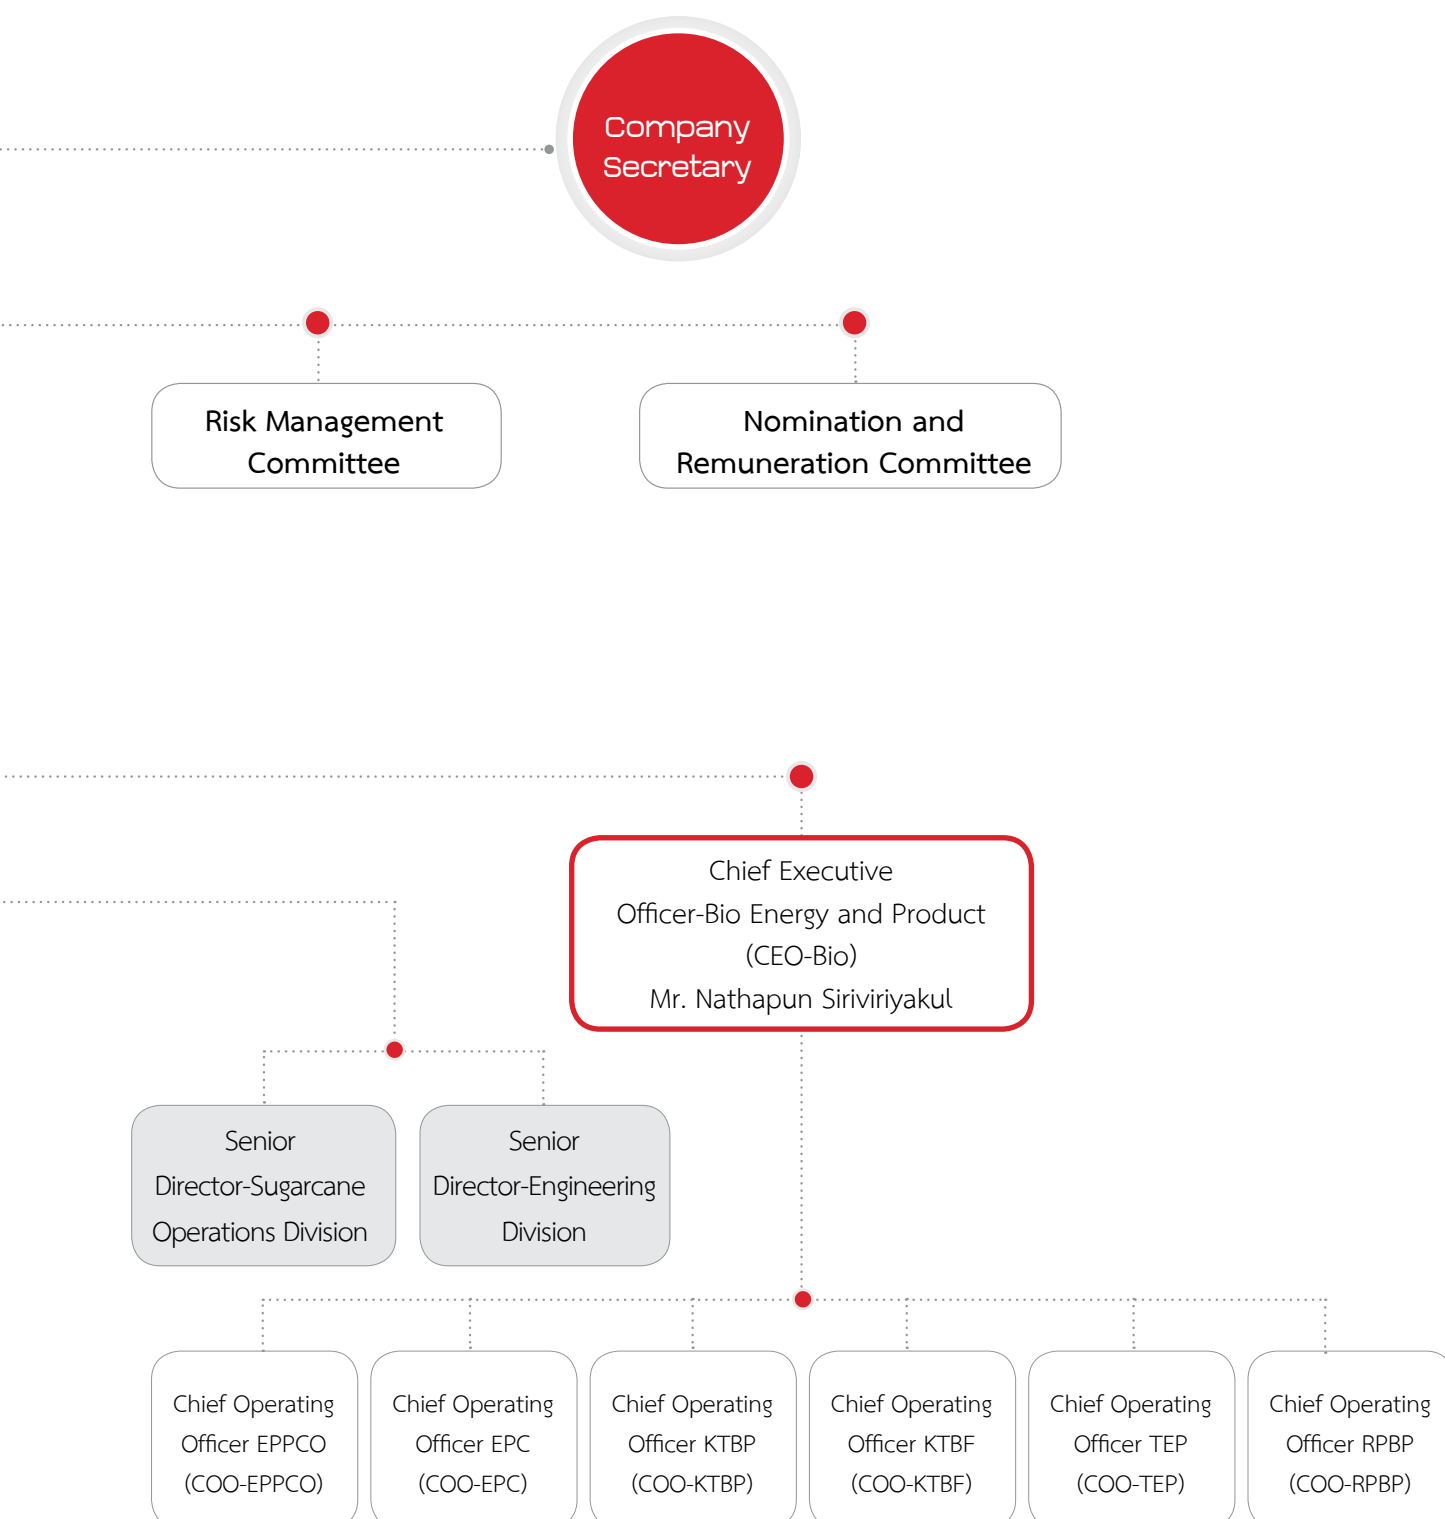 Company
Secretary
Risk Management
Committee
Nomination and
Remuneration Committee
Chief Executive
Officer-Bio Energy and Product
(CEO-Bio)
Mr. Nathapun Siriviriyakul
Senior
Director-Sugarcane
Operations Division
Senior
Director-Engineering
Division
Chief Operating
Officer EPPCO
(COO-EPPCO)
Chief Operating
Officer EPC
(COO-EPC)
Chief Operating
Officer KTBP
(COO-KTBP)
Chief Operating
Officer KTBF
(COO-KTBF)
Chief Operating
Officer TEP
(COO-TEP)
Chief Operating
Officer RPBP
(COO-RPBP)